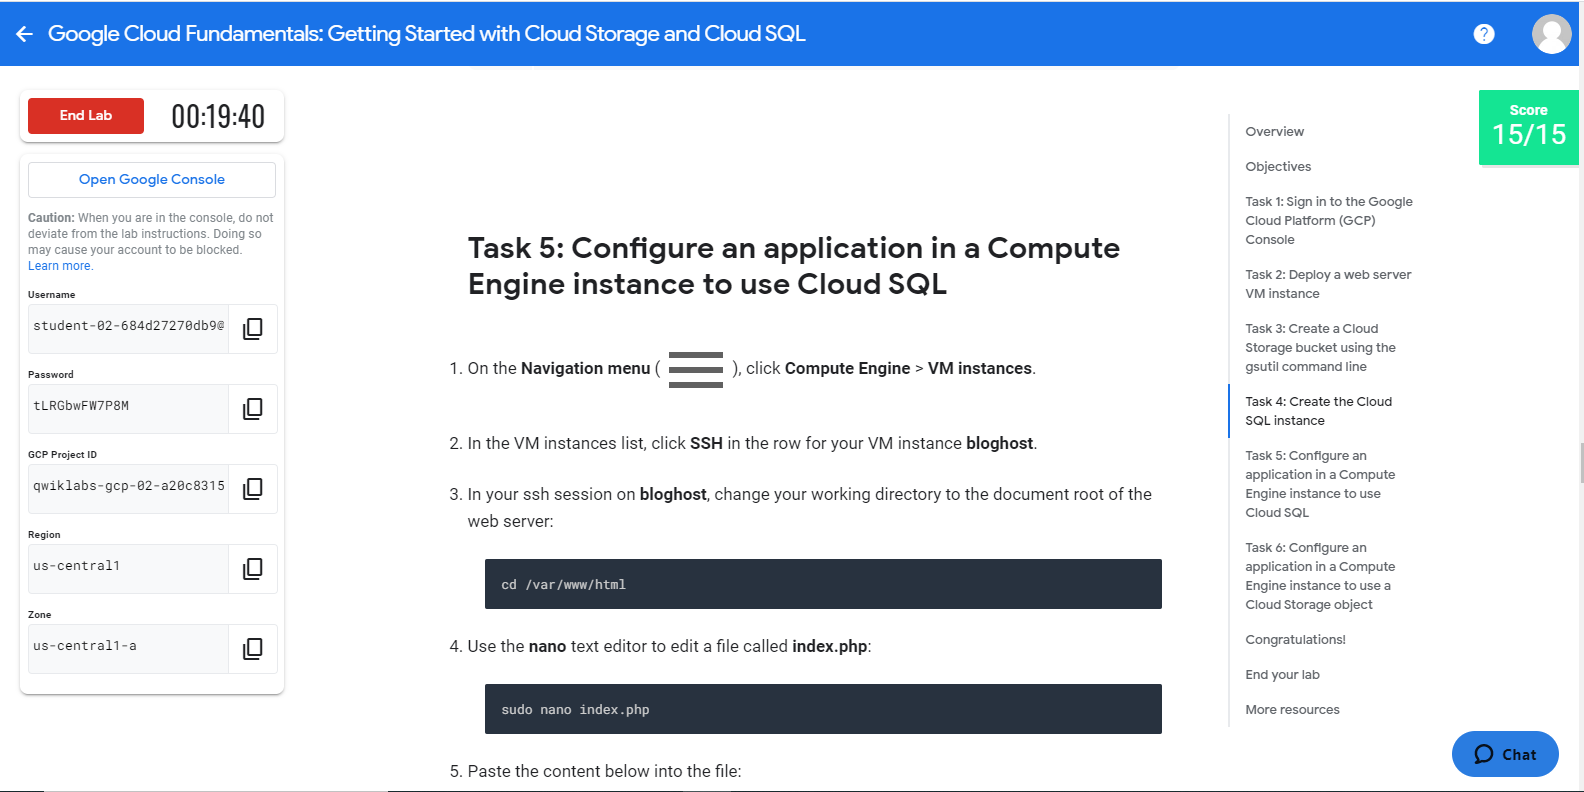 Google Cloud Fundamentals: Getting Started with Cloud Storage and Cloud SQL
?
End Lab
00:19:40
Open Google Console
Caution: When you are in the console, do not
deviate from the lab instructions. Doing so
may cause your account to be blocked.
Learn more.
Username
student-02-684d27270db9@
Password
tLRGbwFW7P8M
GCP Project ID
qwiklabs-gcp-02-a20c8315
Region
us-central1
Zone
us-central1-a
Task 5: Configure an application in a Compute
Engine instance to use Cloud SQL
1. On the Navigation menu ( ), click Compute Engine > VM instances.
2. In the VM instances list, click SSH in the row for your VM instance bloghost.
3. In your ssh session on bloghost, change your working directory to the document root of the
web server:
cd /var/www/html
4. Use the nano text editor to edit a file called index.php:
sudo nano index.php
5. Paste the content below into the file:
Overview
Objectives
Task 1: Sign in to the Google
Cloud Platform (GCP)
Console
Task 2: Deploy a web server
VM instance
Task 3: Create a Cloud
Storage bucket using the
gsutil command line
Task 4: Create the Cloud
SQL instance
Task 5: Configure an
application in a Compute
Engine instance to use
Cloud SQL
Task 6: Configure an
application in a Compute
Engine instance to use a
Cloud Storage object
Congratulations!
End your lab
More resources
Score
15/15
Chat